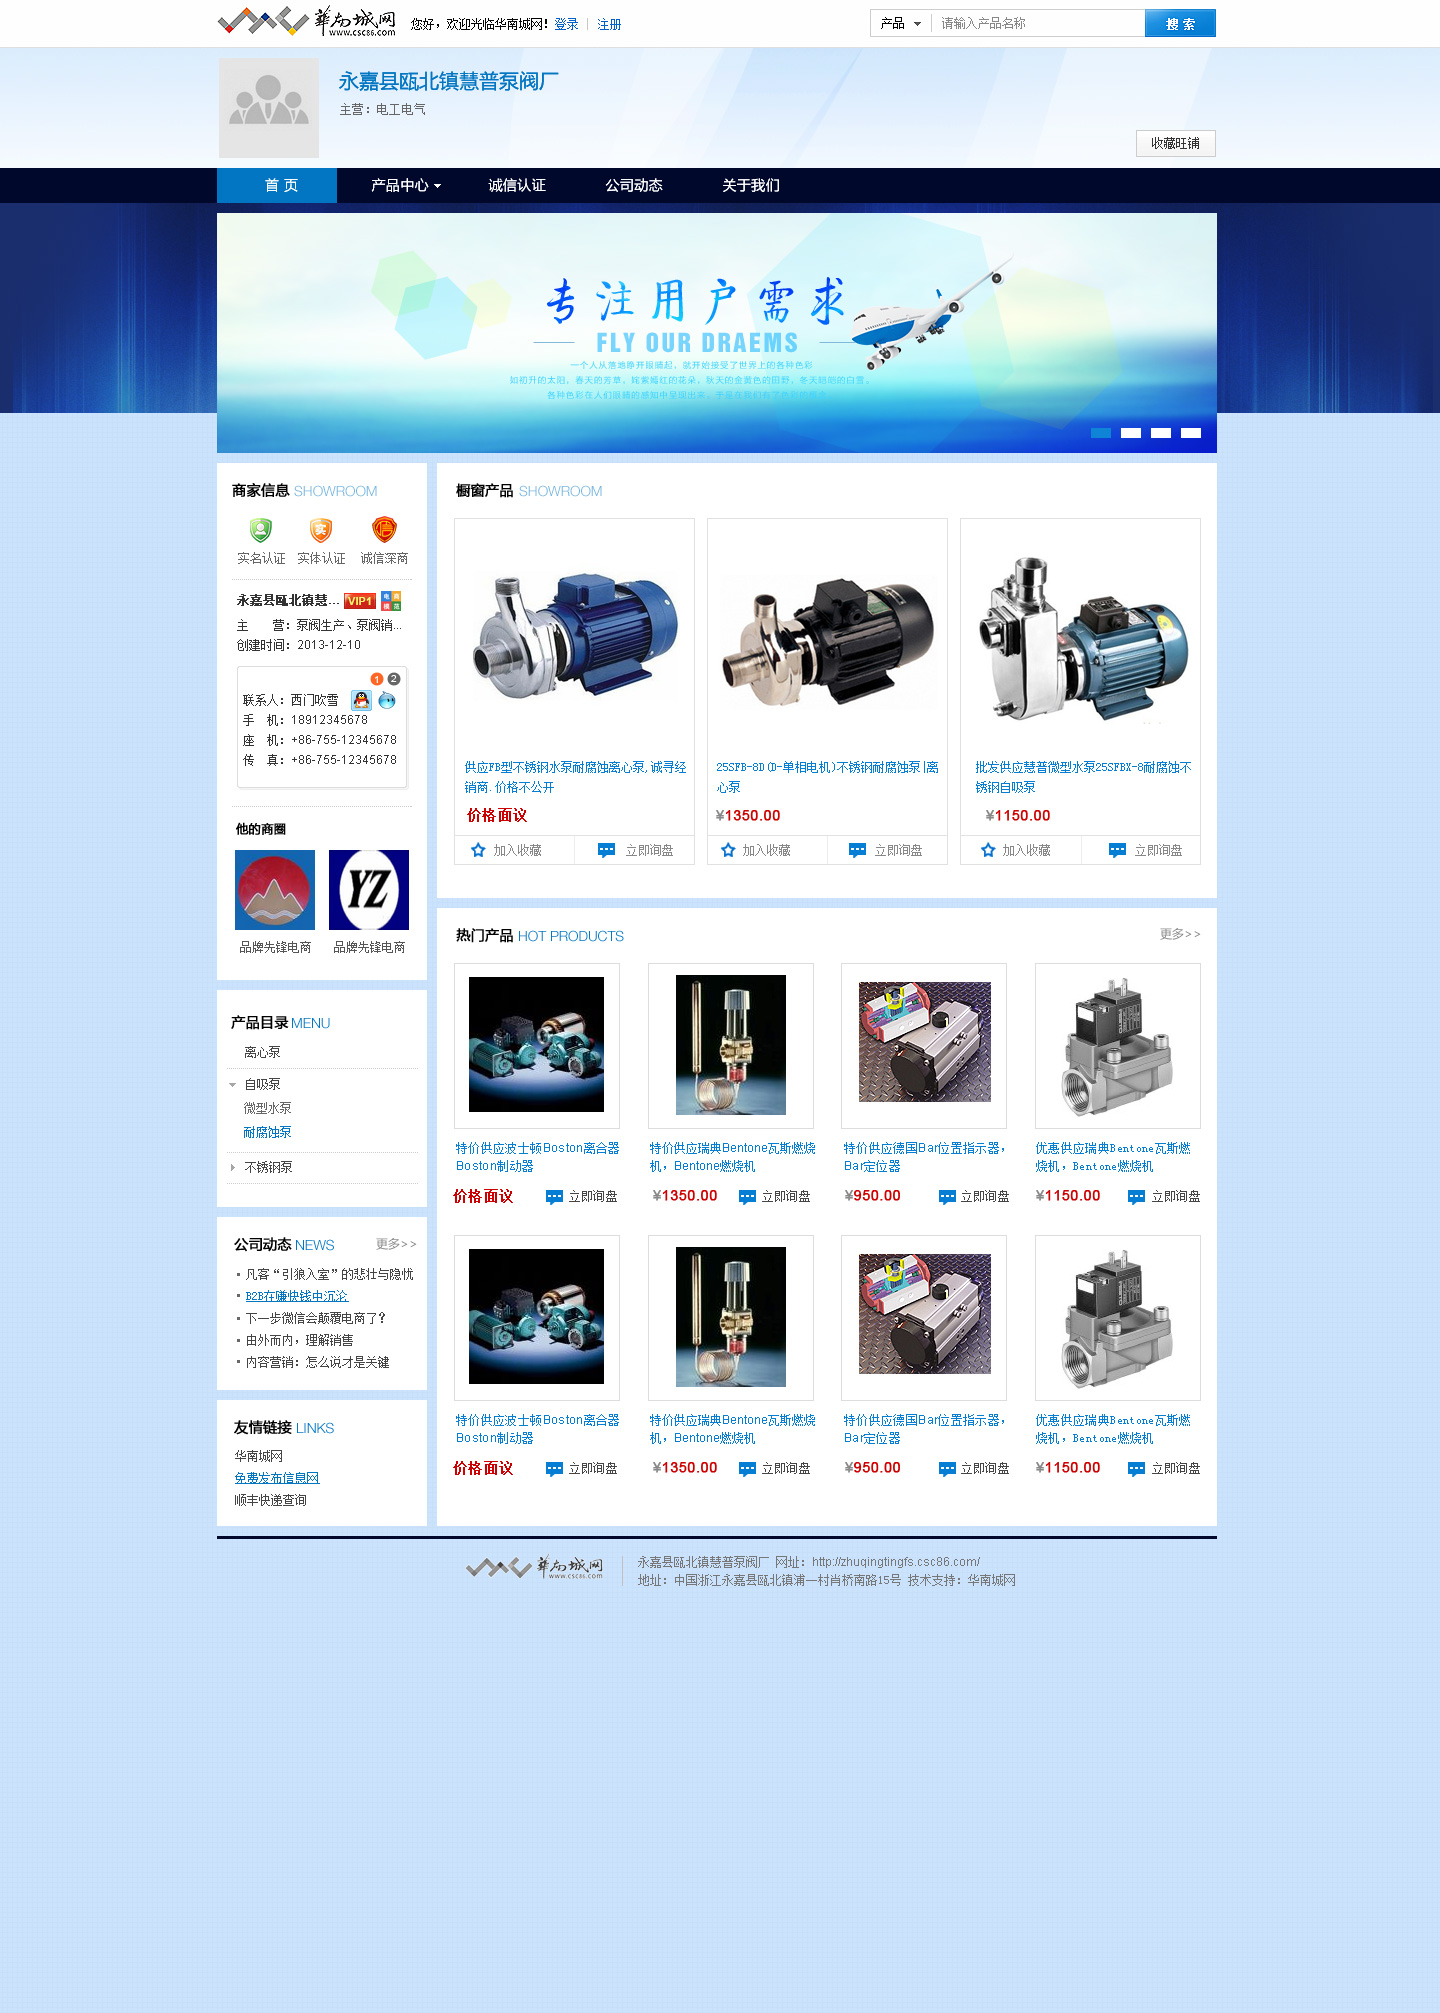 华南城网
www.csc86.com
您好，欢迎光临华南城网！登录 | 注册
产品
请输入产品名称
搜 索
永嘉县瓯北镇慧普泵阀厂
主营：电工电气
收藏旺铺
首 页
产品中心
诚信认证
公司动态
关于我们
专注用户需求
FLY OUR DRAEMS
一个人从落地睁开眼睛起，就开始接受了世界上的各种色彩
如初升的太阳，春天的芳草，姹紫嫣红的花朵，秋天的金黄色的田野，冬天皑皑的白雪。
各种色彩在人们眼睛的感知中呈现出来，
商家信息 SHOWROOM
实
实名认证 实体认证 诚信深商
永嘉县瓯北镇慧... VIP1 电商模范
主 营：泵阀生产、泵阀销...
创建时间：2013-12-10
1 2
联系人：西门吹雪
手 机：18912345678
座 机：+86-755-12345678
传 真：+86-755-12345678
他的商圈
YZ
品牌先锋电商 品牌先锋电商
橱窗产品 SHOWROOM
供应FB型不锈钢水泵耐腐蚀离心泵,诚寻经
销商.价格不公开
价格面议
加入收藏 立即询盘
25SFB-8D(D-单相电机)不锈钢耐腐蚀泵|离
心泵
¥1350.00
加入收藏 立即询盘
批发供应慧普微型水泵25SFBX-8耐腐蚀不
锈钢自吸泵
¥1150.00
加入收藏 立即询盘
产品目录 MENU
离心泵
自吸泵
微型水泵
耐腐蚀泵
不锈钢泵
公司动态 NEWS 更多>>
凡客“引狼入室”的悲壮与隐忧
B2B在赚快钱中沉沦
下一步微信会颠覆电商了？
由外而内，理解销售
内容营销：怎么说才是关键
友情链接 LINKS
华南城网
免费发布信息网
顺丰快递查询
热门产品 HOT PRODUCTS 更多>>
特价供应波士顿Boston离合器
Boston制动器
价格面议 立即询盘
特价供应瑞典Bentone瓦斯燃烧
机，Bentone燃烧机
¥1350.00 立即询盘
特价供应德国Bar位置指示器，
Bar定位器
¥950.00 立即询盘
优惠供应瑞典Bentone瓦斯燃
烧机，Bentone燃烧机
¥1150.00 立即询盘
特价供应波士顿Boston离合器
Boston制动器
价格面议 立即询盘
特价供应瑞典Bentone瓦斯燃烧
机，Bentone燃烧机
¥1350.00 立即询盘
特价供应德国Bar位置指示器，
Bar定位器
¥950.00 立即询盘
优惠供应瑞典Bentone瓦斯燃
烧机，Bentone燃烧机
¥1150.00 立即询盘
华南城网
www.csc86.com
永嘉县瓯北镇慧普泵阀厂 网址：http://zhuqingtingfs.csc86.com/
地址：中国浙江永嘉县瓯北镇浦一村肖桥南路15号 技术支持：华南城网